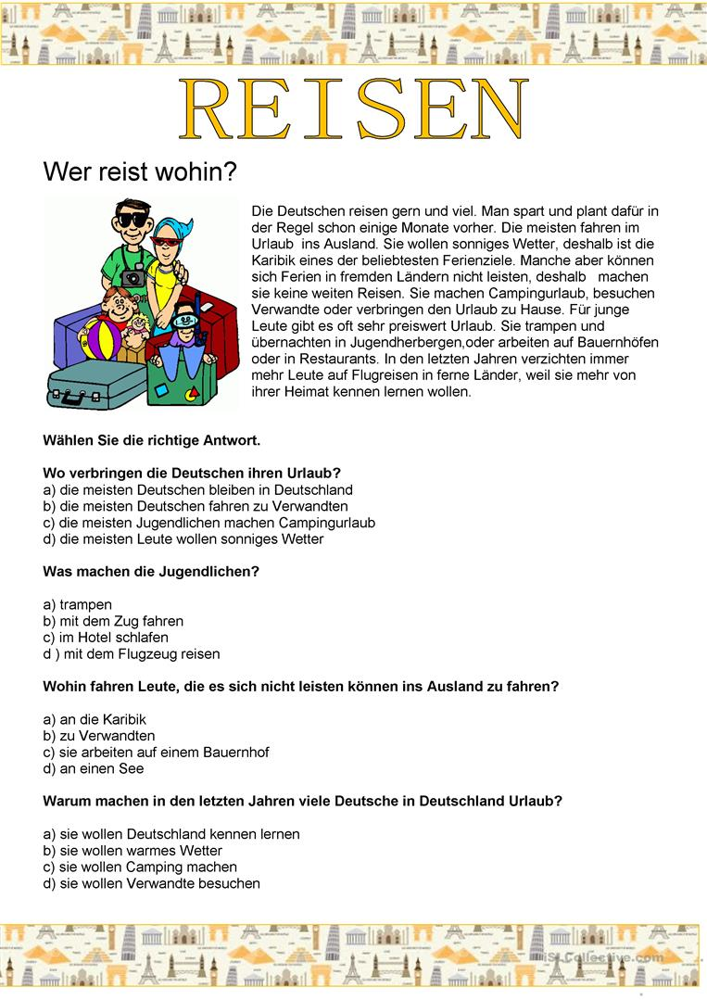 REISEN
Wer reist wohin?
Die Deutschen reisen gern und viel. Man spart und plant dafür in
der Regel schon einige Monate vorher. Die meisten fahren im
Urlaub  ins Ausland. Sie wollen sonniges Wetter, deshalb ist die
Karibik eines der beliebtesten Ferienziele. Manche aber können
sich Ferien in fremden Ländern nicht leisten, deshalb   machen
sie keine weiten Reisen. Sie machen Campingurlaub, besuchen
Verwandte oder verbringen den Urlaub zu Hause. Für junge
Leute gibt es oft sehr preiswert Urlaub. Sie trampen und
übernachten in Jugendherbergen,oder arbeiten auf Bauernhöfen
oder in Restaurants. In den letzten Jahren verzichten immer
mehr Leute auf Flugreisen in ferne Länder, weil sie mehr von
ihrer Heimat kennen lernen wollen.
Wählen Sie die richtige Antwort.
Wo verbringen die Deutschen ihren Urlaub?
a) die meisten Deutschen bleiben in Deutschland
b) die meisten Deutschen fahren zu Verwandten
c) die meisten Jugendlichen machen Campingurlaub
d) die meisten Leute wollen sonniges Wetter
Was machen die Jugendlichen?
a) trampen
b) mit dem Zug fahren
c) im Hotel schlafen
d ) mit dem Flugzeug reisen
Wohin fahren Leute, die es sich nicht leisten können ins Ausland zu fahren?
a) an die Karibik
b) zu Verwandten
c) sie arbeiten auf einem Bauernhof
d) an einen See
Warum machen in den letzten Jahren viele Deutsche in Deutschland Urlaub?
a) sie wollen Deutschland kennen lernen
b) sie wollen warmes Wetter
c) sie wollen Camping machen
d) sie wollen Verwandte besuchen
iSLCollective.com